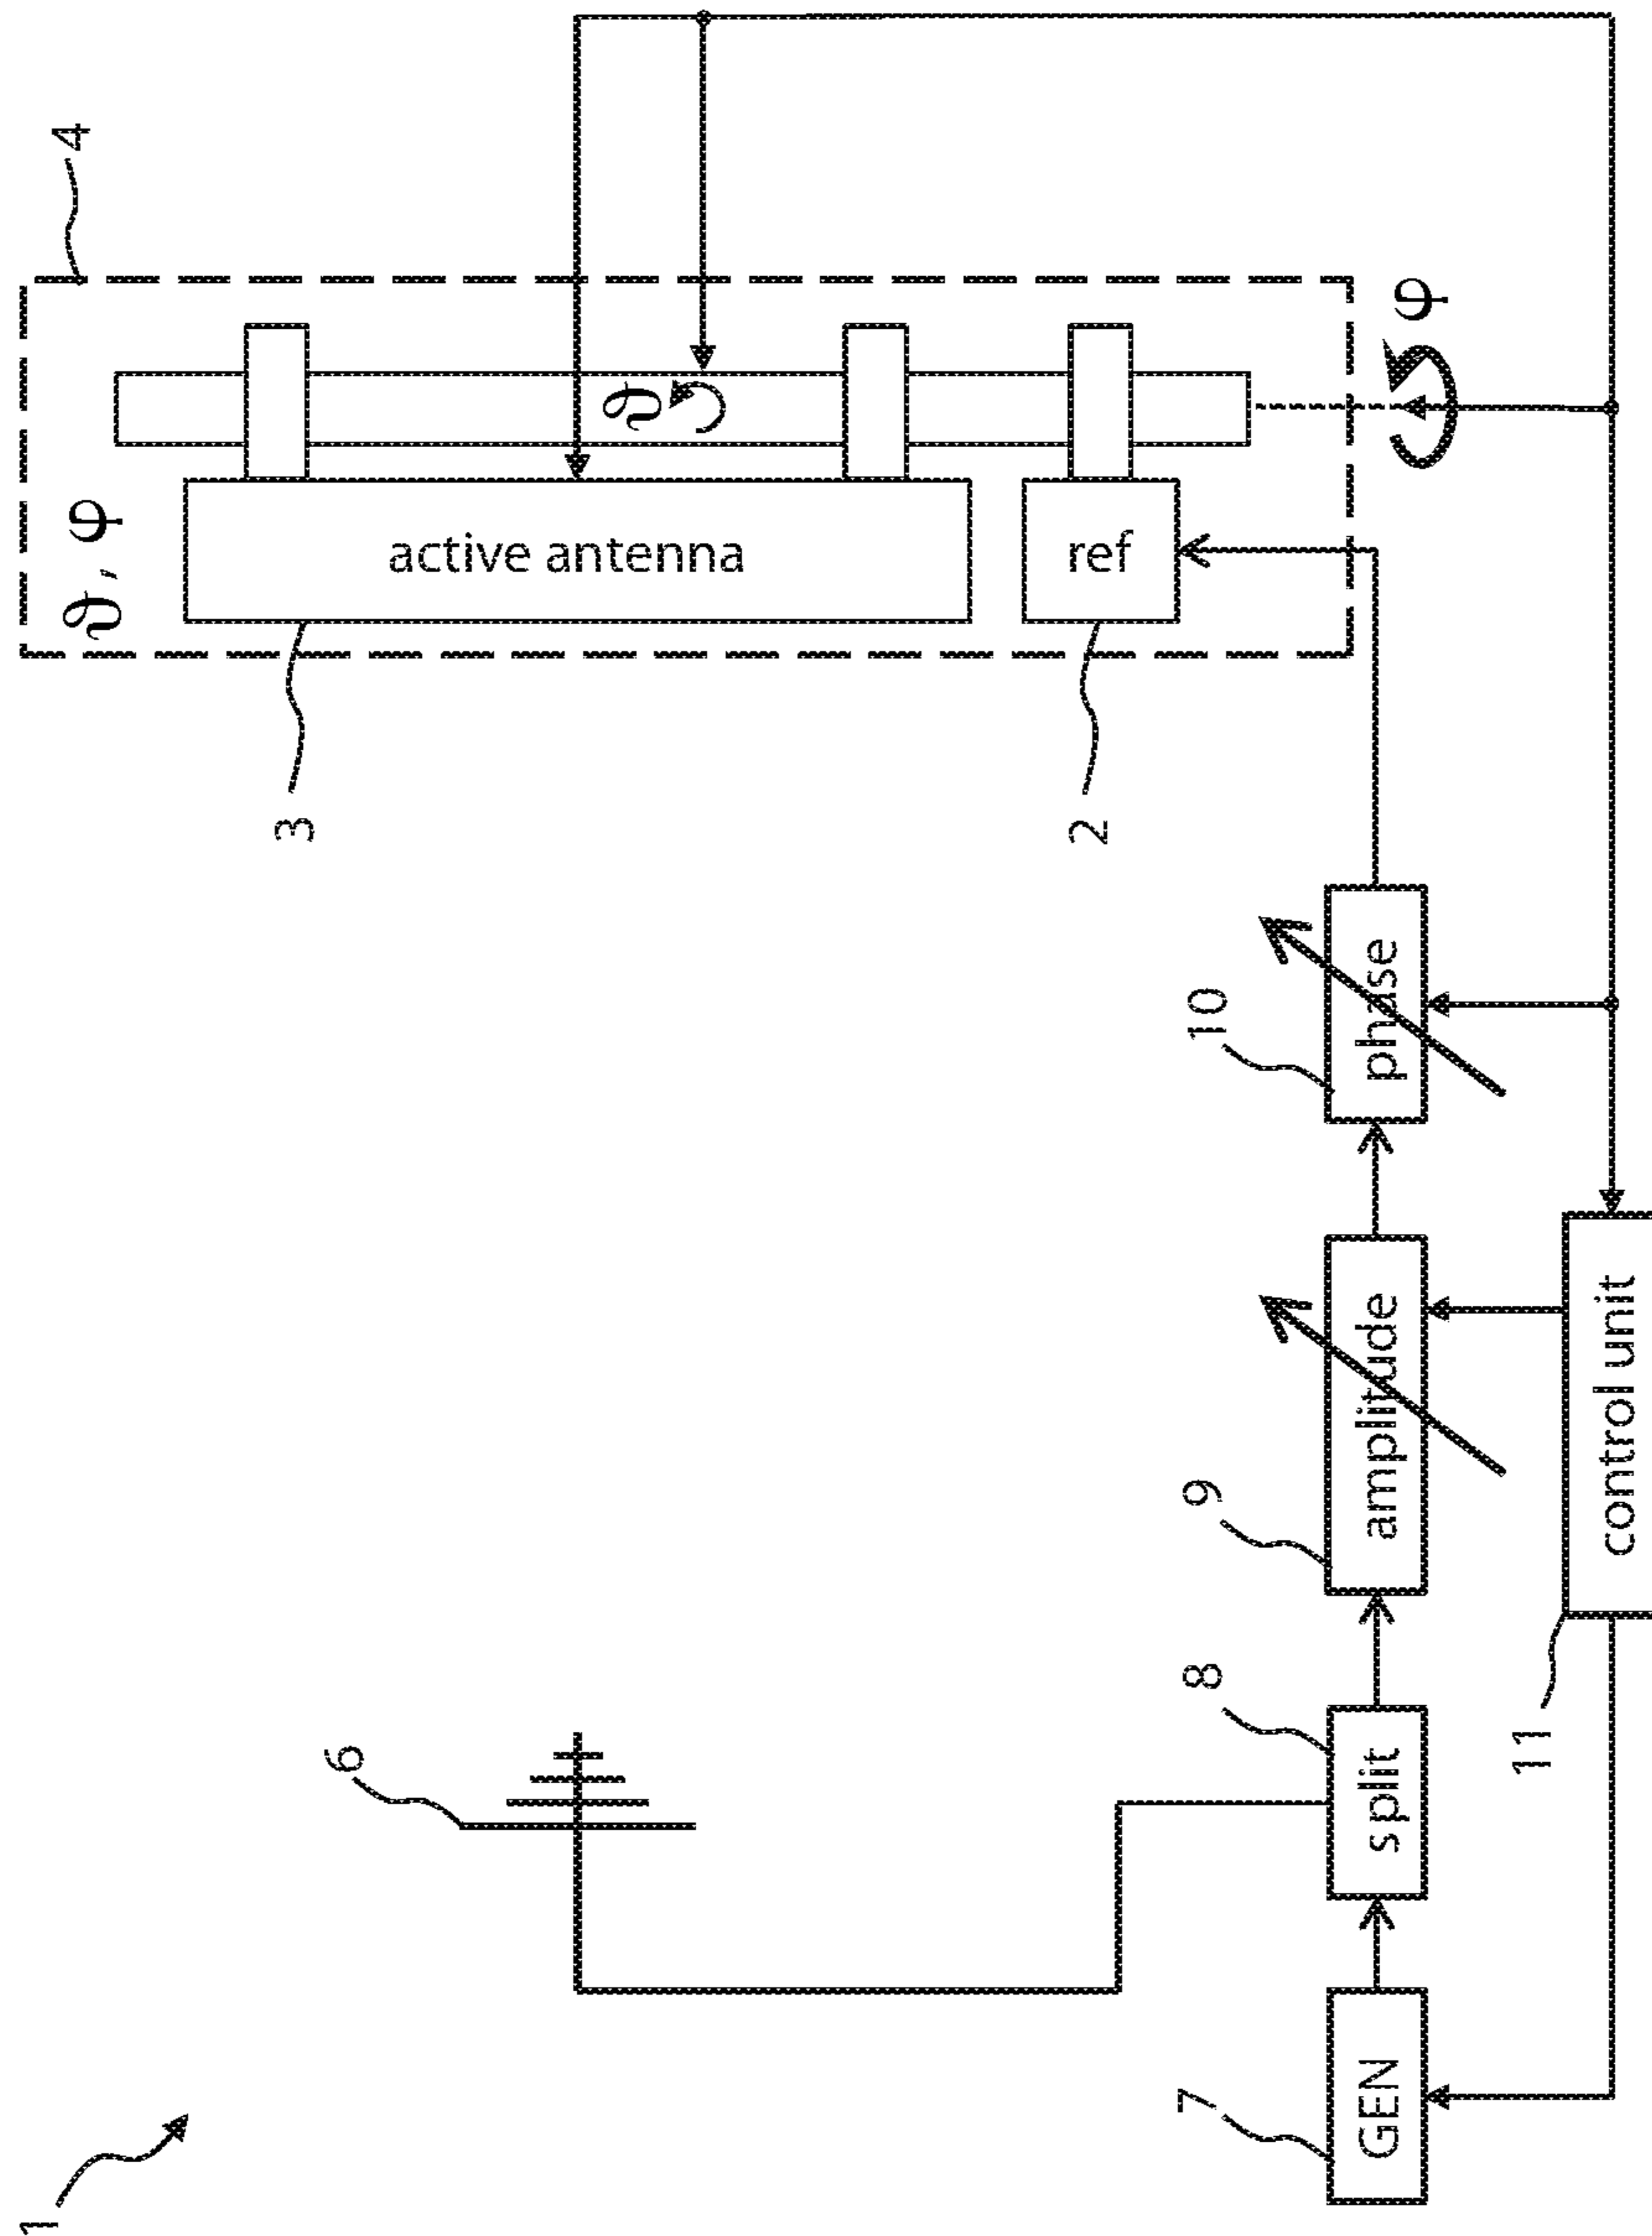 4
ϑ, φ
ϑ
φ
active antenna
ref
3
2
10
phase
9
amplitude
6
8
split
11
control unit
7
GEN
1